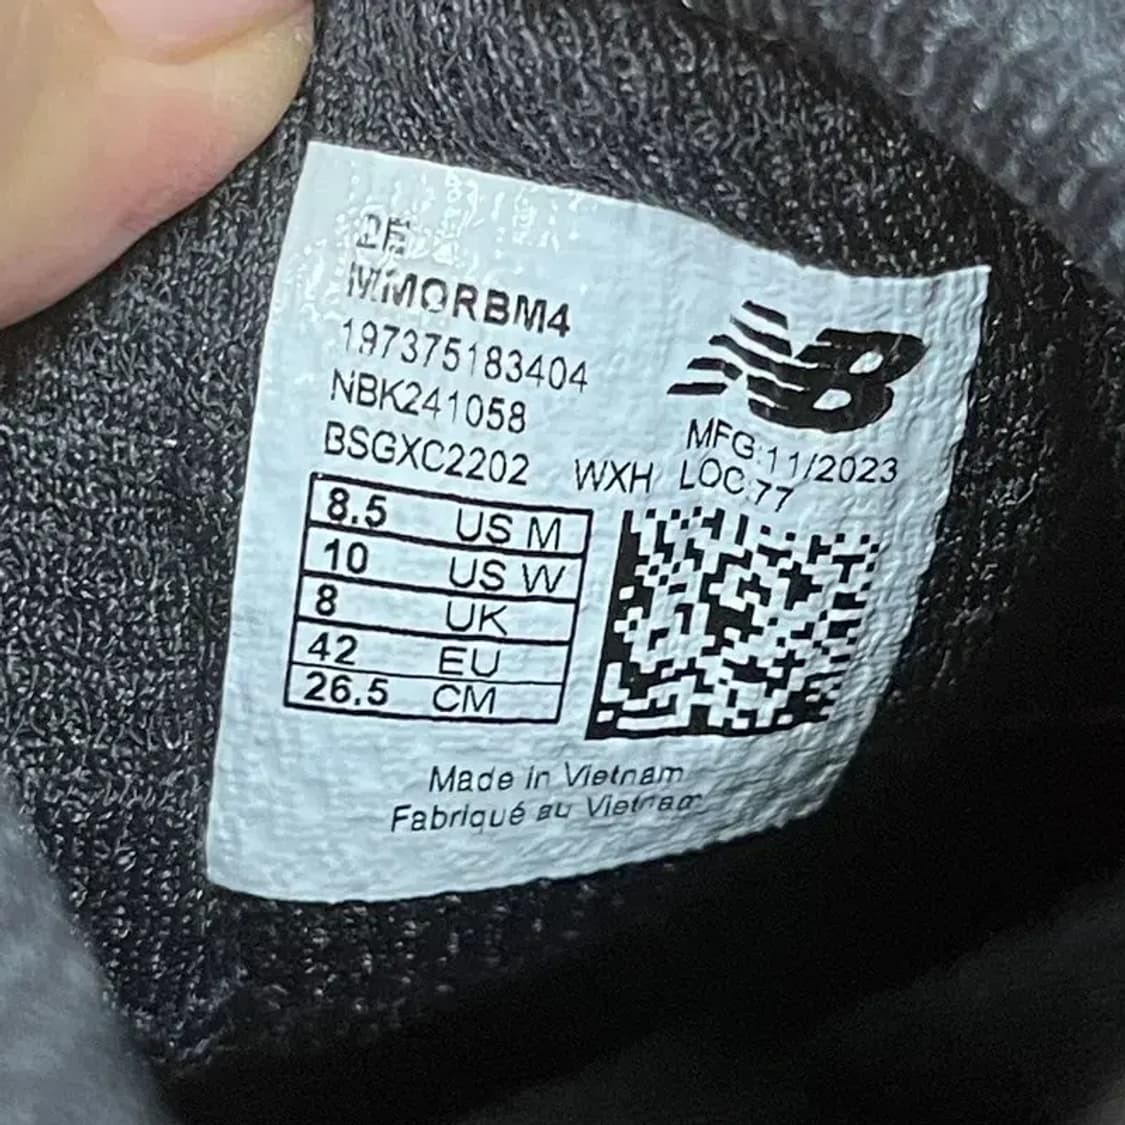 2E
MMORBM4
197375183404
NBK241058
BSGXC2202
NB
MFG:11/2023
WXH LOC:77
8.5 US M
10 US W
8 UK
42 EU
26.5 CM
Made in Vietnam
Fabriqué au Vietnam